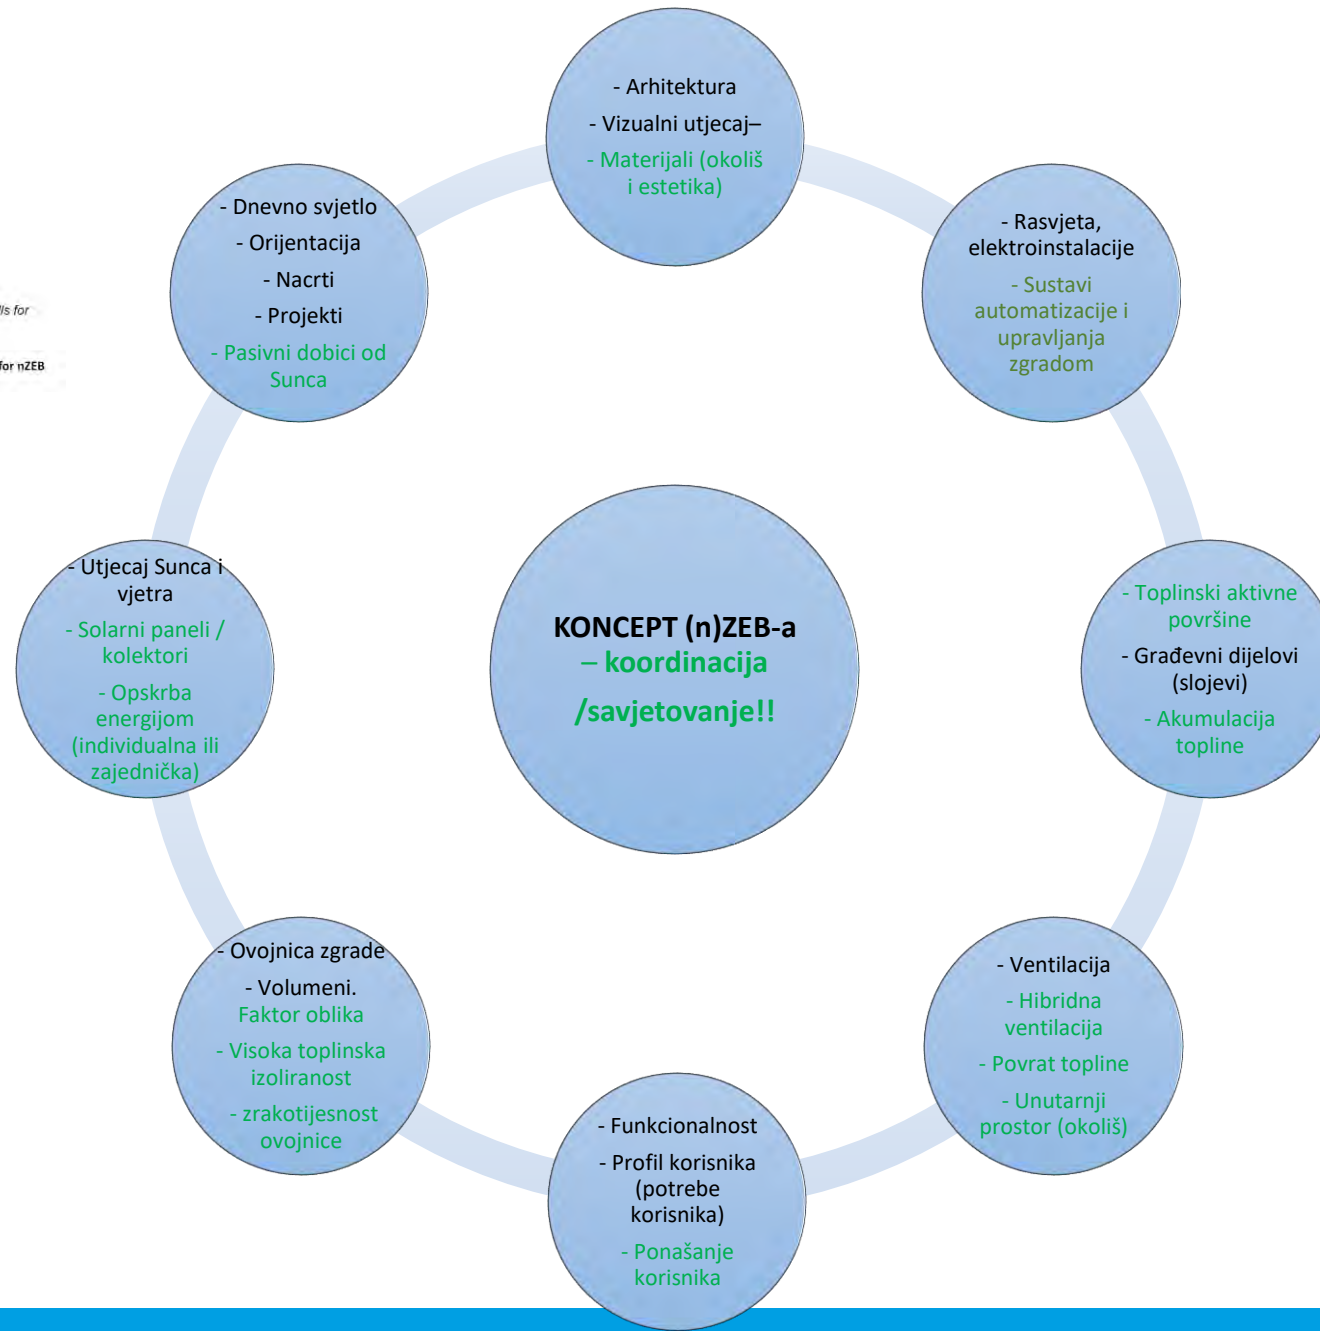 - Arhitektura
- Vizualni utjecaj–
- Materijali (okoliš
i estetika)
- Rasvjeta,
elektroinstalacije
- Sustavi
automatizacije i
upravljanja
zgradom
- Toplinski aktivne
površine
- Građevni dijelovi
(slojevi)
- Akumulacija
topline
- Ventilacija
- Hibridna
ventilacija
- Povrat topline
- Unutarnji
prostor (okoliš)
- Funkcionalnost
- Profil korisnika
(potrebe
korisnika)
- Ponašanje
korisnika
- Ovojnica zgrade
- Volumeni.
Faktor oblika
- Visoka toplinska
izoliranost
- zrakotijesnost
ovojnice
- Utjecaj Sunca i
vjetra
- Solarni paneli /
kolektori
- Opskrba
energijom
(individualna ili
zajednička)
- Dnevno svjetlo
- Orijentacija
- Nacrti
- Projekti
- Pasivni dobici od
Sunca
KONCEPT (n)ZEB-a
– koordinacija
/savjetovanje!!
for
for nZEB